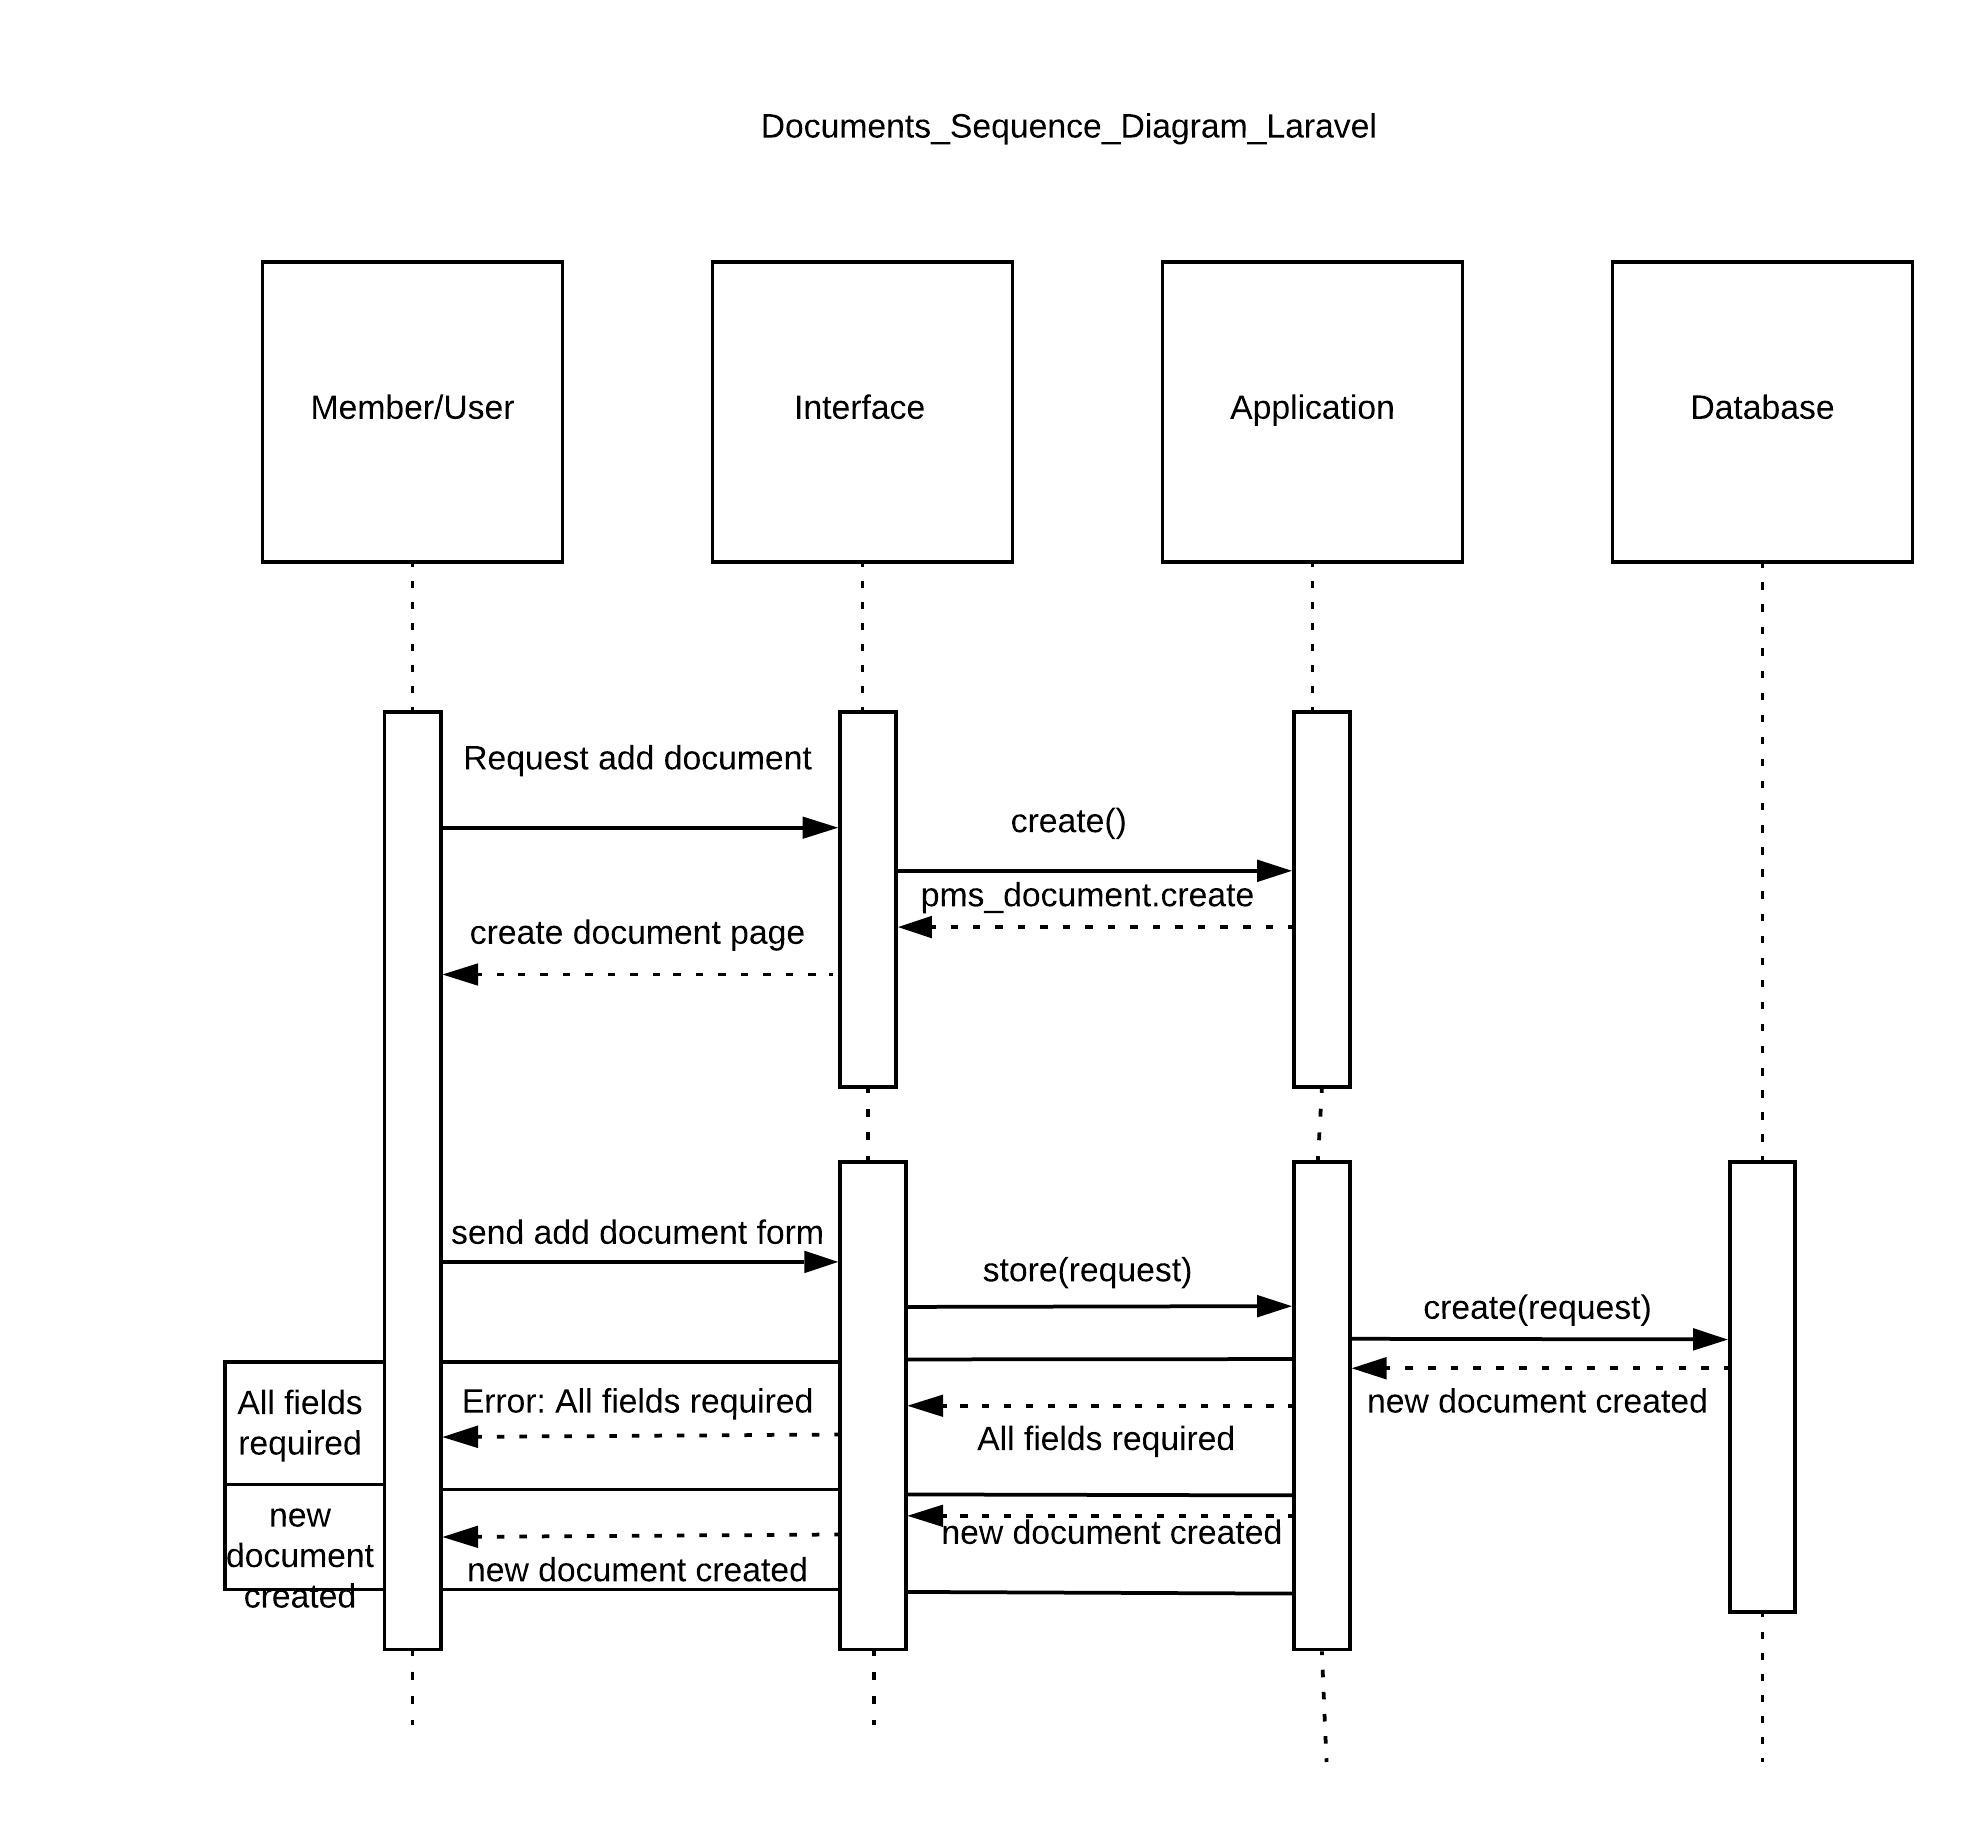 Documents_Sequence_Diagram_Laravel
Member/User
Interface
Application
Database
Request add document
create()
pms_document.create
create document page
send add document form
store(request)
create(request)
new document created
All fields
required
Error: All fields required
All fields required
new
document
created
new document created
new document created